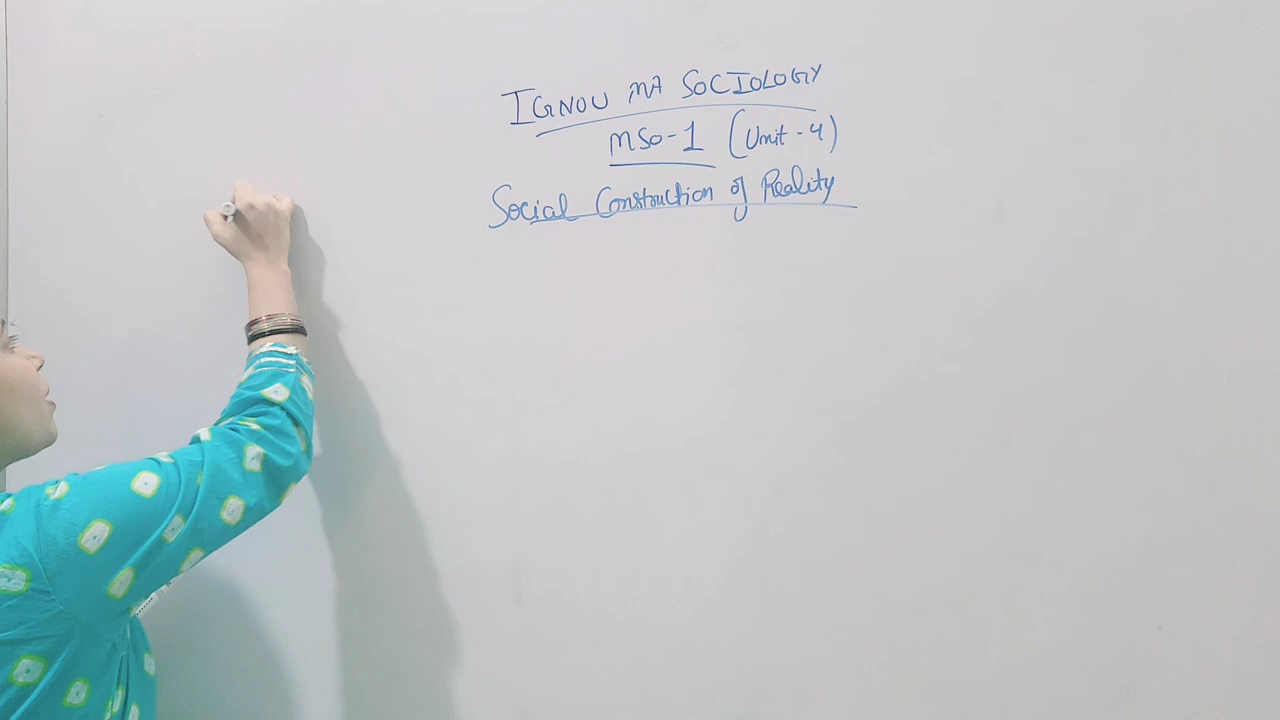 IGNOU MA SOCIOLOGY
MSO-1 (Unit-4)
Social Construction of Reality